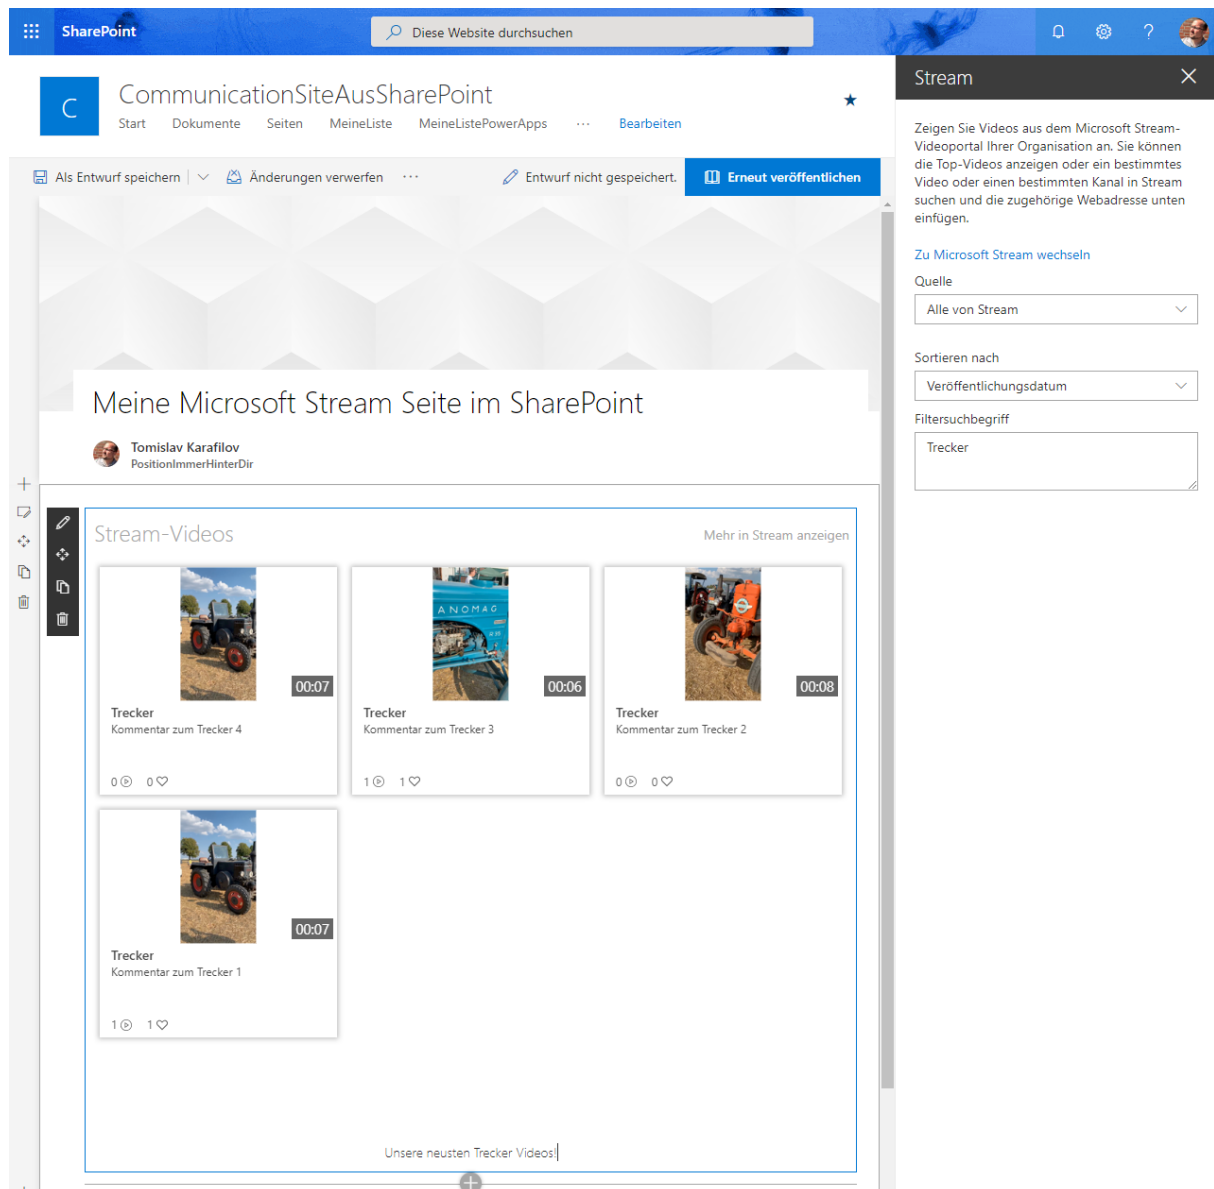 SharePoint
Diese Website durchsuchen
C
CommunicationSiteAusSharePoint
Start Dokumente Seiten MeineListe MeineListePowerApps ... Bearbeiten
Als Entwurf speichern Änderungen verwerfen ... Entwurf nicht gespeichert. Erneut veröffentlichen
Meine Microsoft Stream Seite im SharePoint
Tomislav Karafilov
PositionImmerHinterDir
Stream-Videos
Mehr in Stream anzeigen
ANOMAG
00:07
00:06
00:08
Trecker
Kommentar zum Trecker 4
0 0
Trecker
Kommentar zum Trecker 3
1 1
Trecker
Kommentar zum Trecker 2
0 0
00:07
Trecker
Kommentar zum Trecker 1
1 1
Unsere neusten Trecker Videos!
Stream
Zeigen Sie Videos aus dem Microsoft Stream-
Videoportal Ihrer Organisation an. Sie können
die Top-Videos anzeigen oder ein bestimmtes
Video oder einen bestimmten Kanal in Stream
suchen und die zugehörige Webadresse unten
einfügen.
Zu Microsoft Stream wechseln
Quelle
Alle von Stream
Sortieren nach
Veröffentlichungsdatum
Filtersuchbegriff
Trecker